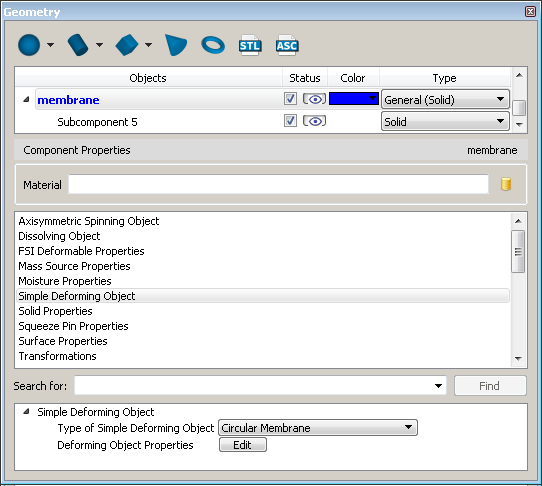 Geometry
STL ASC
Objects Status Color Type
membrane General (Solid)
Subcomponent 5 Solid
Component Properties membrane
Material
Axisymmetric Spinning Object
Dissolving Object
FSI Deformable Properties
Mass Source Properties
Moisture Properties
Simple Deforming Object
Solid Properties
Squeeze Pin Properties
Surface Properties
Transformations
Search for: Find
Simple Deforming Object
Type of Simple Deforming Object Circular Membrane
Deforming Object Properties Edit